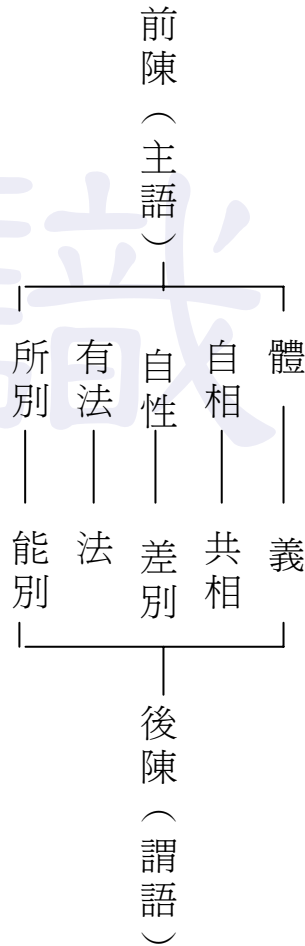 前陳（主語）
體　義
自相　共相
自性　差別
有法　法
所別　能別
後陳（謂語）
識